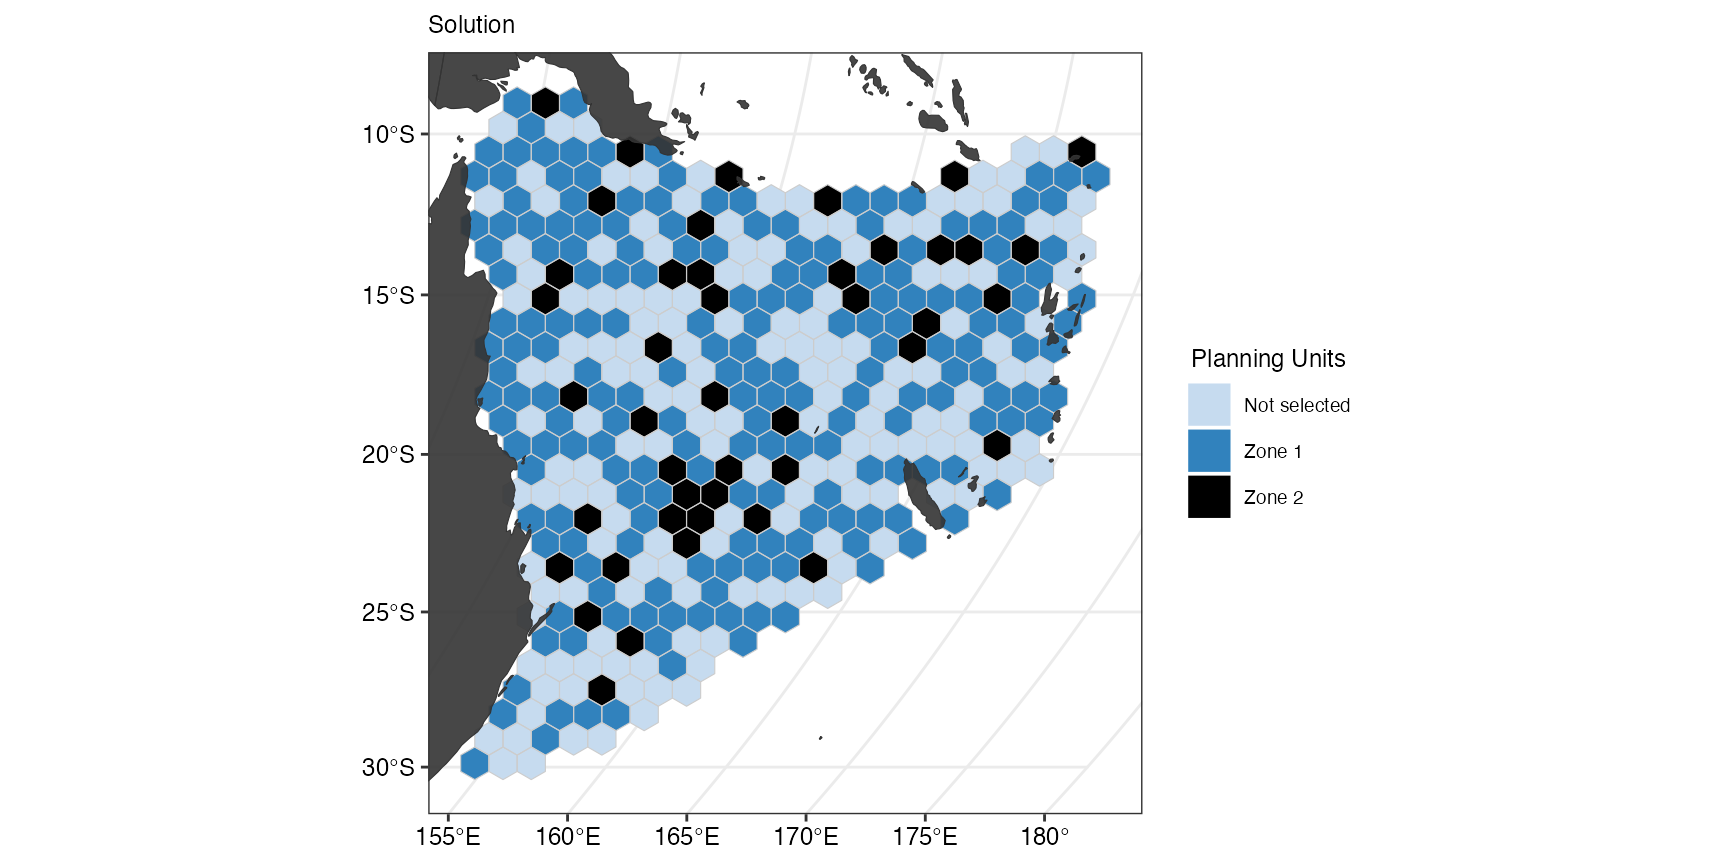 Solution
10°S
15°S
20°S
25°S
30°S
155°E 160°E 165°E 170°E 175°E 180°
Planning Units
Not selected
Zone 1
Zone 2